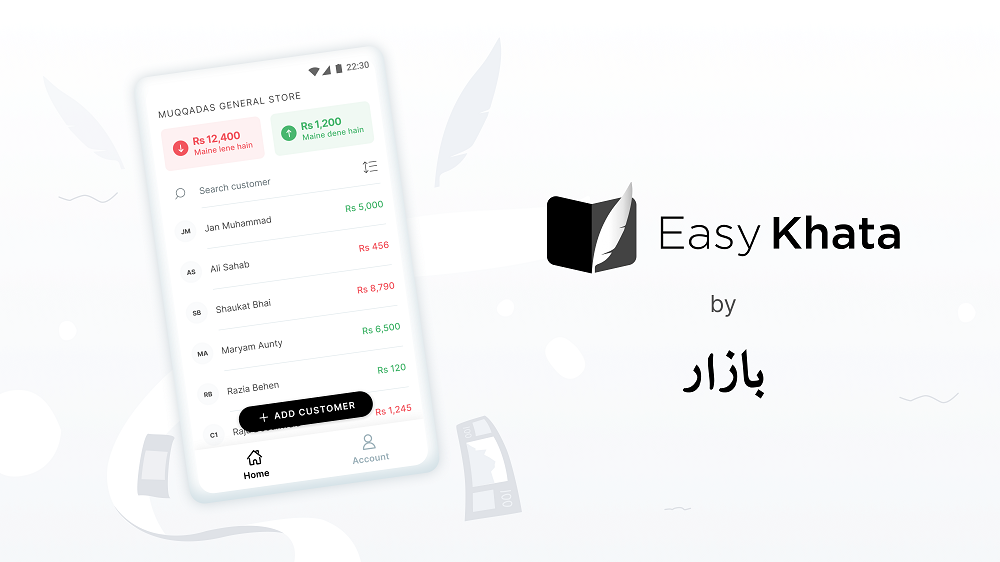 22:30
MUQQADAS GENERAL STORE
Rs 12,400
Maine lene hain
Rs 1,200
Maine dene hain
Search customer
JM Jan Muhammad Rs 5,000
AS Ali Sahab Rs 456
SB Shaukat Bhai Rs 8,790
MA Maryam Aunty Rs 6,500
RB Razia Behen Rs 120
C1 Rs 1,245
+ ADD CUSTOMER
Home
Account
Easy Khata
by
بازار
100